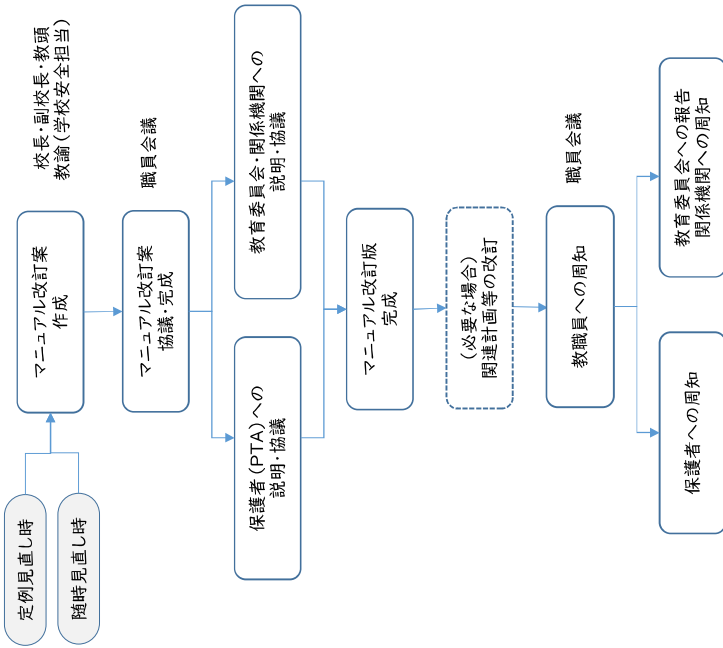 定例見直し時
随時見直し時
マニュアル改訂案
作成
校長・副校長・教頭
教諭(学校安全担当)
マニュアル改訂案
協議・完成
職員会議
保護者(PTA)への
説明・協議
教育委員会・関係機関への
説明・協議
マニュアル改訂版
完成
(必要な場合)
関連計画等の改訂
教職員への周知
職員会議
保護者への周知
教育委員会への報告
関係機関への周知